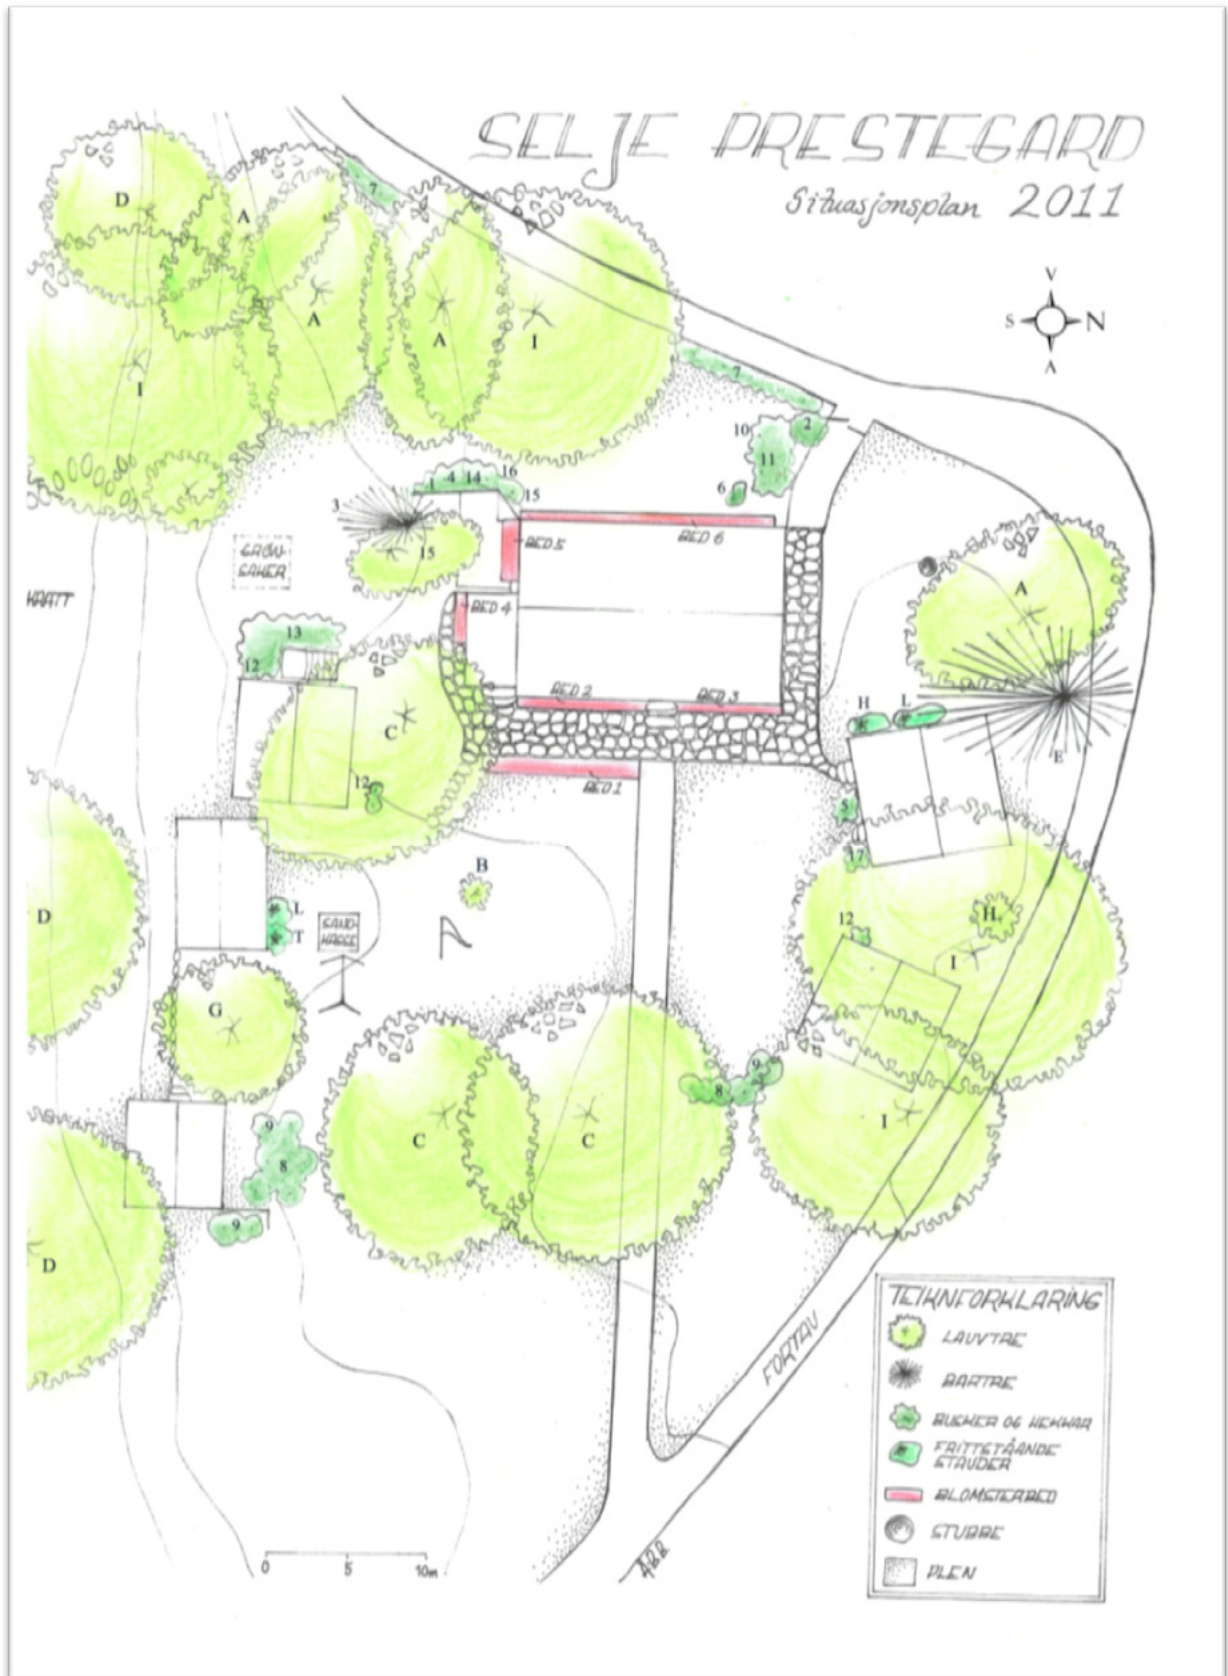 SELJE PRESTEGARD
Situasjonsplan 2011
V
S N
A
D
A
7
A
A
I
I
7
2
10
11
6
1 4 14 16
15
3
15
GRØN-
SAKER
BED 5
BED 6
BED 4
A
13
12
BED 2
BED 3
H
L
E
C
12
BED 1
5
17
B
12
H
I
D
L
T
SAND-
KASSE
G
9
8
9
8
9
C
C
I
D
FORTAU
TEIKNFORKLARING
LAUVTRE
BARTRE
BUSKER OG HEKKAR
FRITTSTÅANDE
STAUDER
BLOMSTERBED
STUBBE
PLEN
0 5 10m